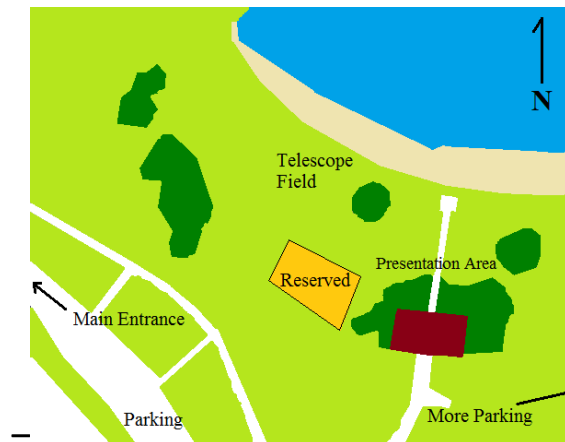 N
Telescope
Field
Presentation Area
Reserved
Main Entrance
Parking
More Parking